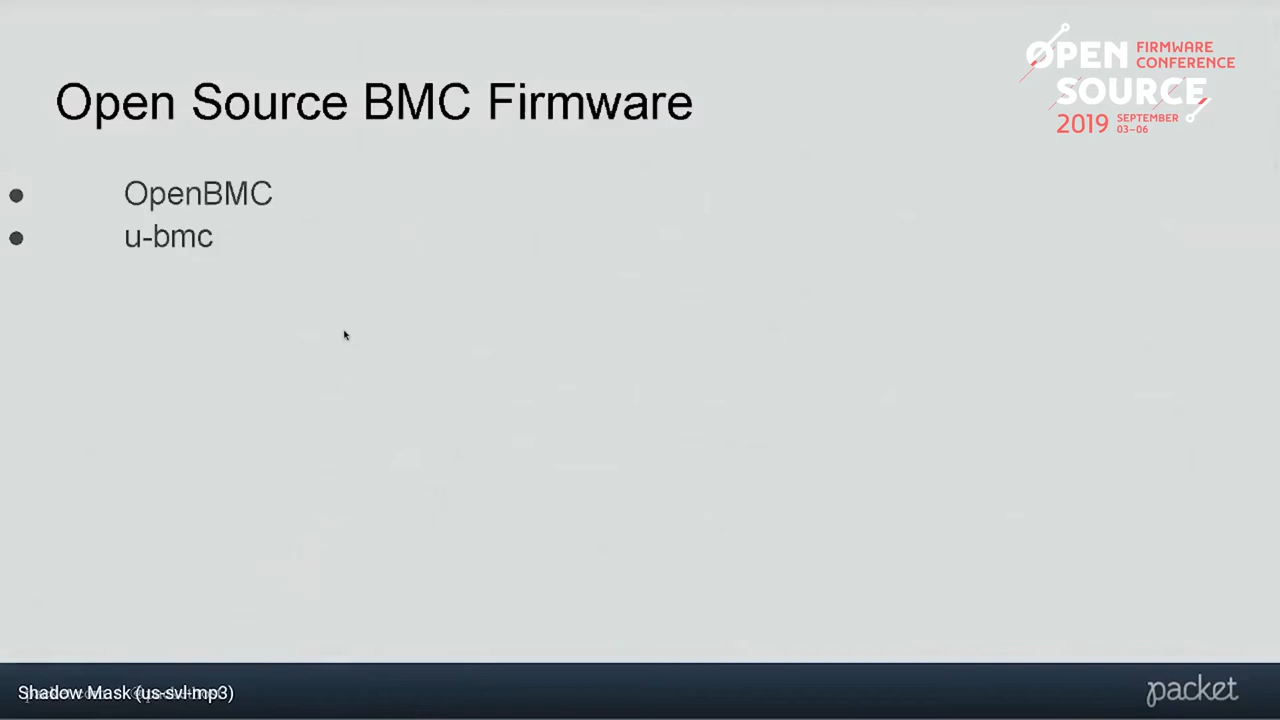 OPEN FIRMWARE
CONFERENCE
SOURCE
2019 SEPTEMBER
03–06
Open Source BMC Firmware
OpenBMC
u-bmc
Shadow Mask (us-svl-mp3)
packet